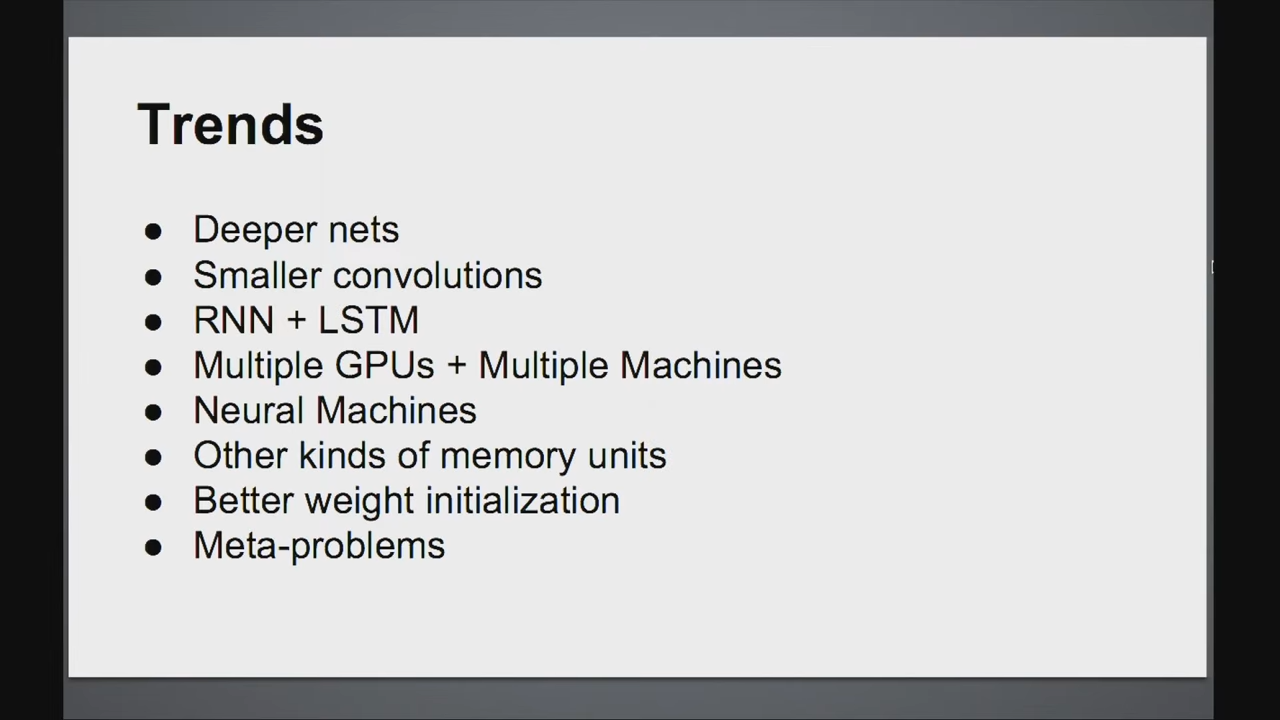 Trends
● Deeper nets
● Smaller convolutions
● RNN + LSTM
● Multiple GPUs + Multiple Machines
● Neural Machines
● Other kinds of memory units
● Better weight initialization
● Meta-problems